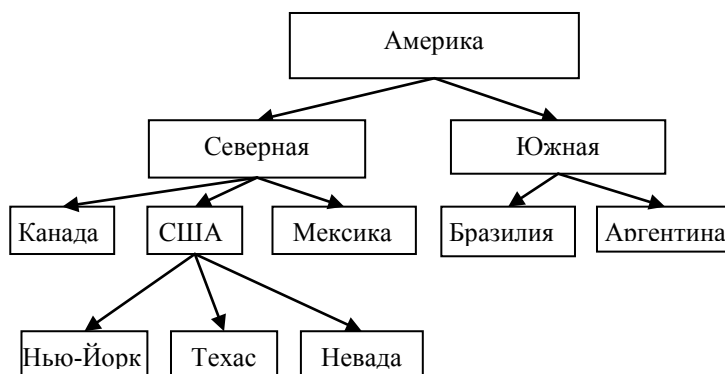 Америка
Северная
Южная
Канада
США
Мексика
Бразилия
Аргентина
Нью-Йорк
Техас
Невада